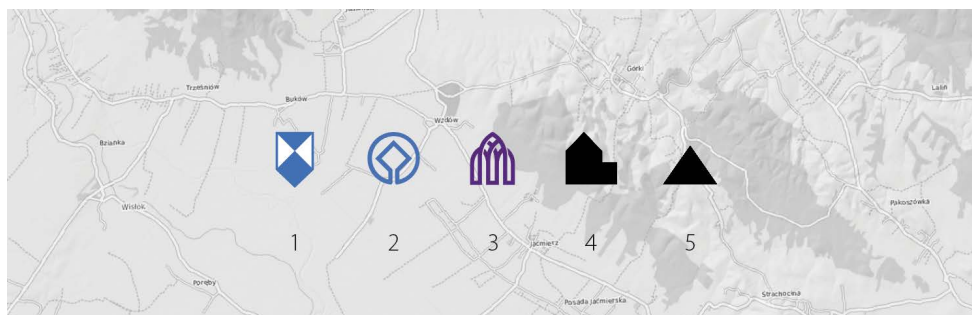 Górki
Trześniów
Buków
Lalin
Wzdów
Bzianka
Pakoszówka
Wisłok
1 2 3 4 5
Jaćmierz
Poręby
Strachocina
Posada Jaćmierska